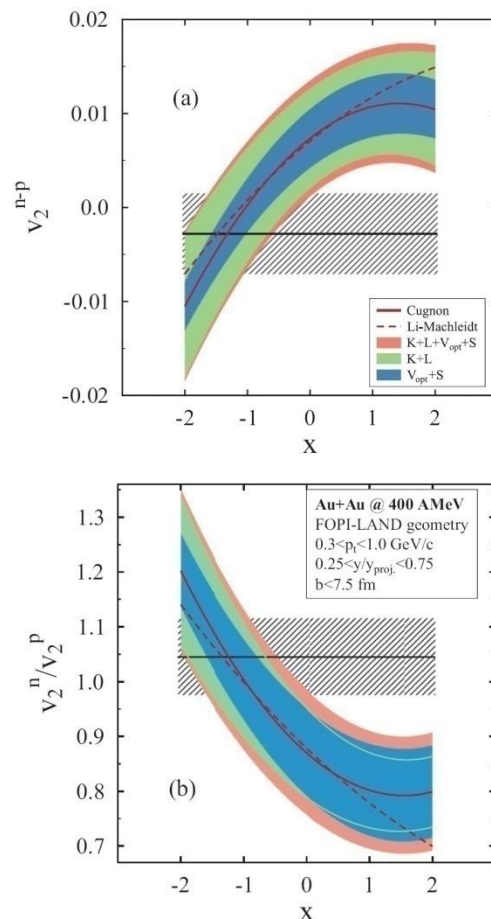 0.02
(a)
0.01
0.0
-0.01
-0.02
v₂ⁿ⁻ᵖ
Cugnon
Li-Machleidt
K+L+Vₒₚₜ+S
K+L
Vₒₚₜ+S
-2 -1 0 1 2
x
Au+Au @ 400 AMeV
FOPI-LAND geometry
0.3<pₜ<1.0 GeV/c
0.25<y/y_proj.<0.75
b<7.5 fm
1.3
1.2
1.1
1.0
0.9
0.8
0.7
v₂ⁿ/v₂ᵖ
(b)
-2 -1 0 1 2
x